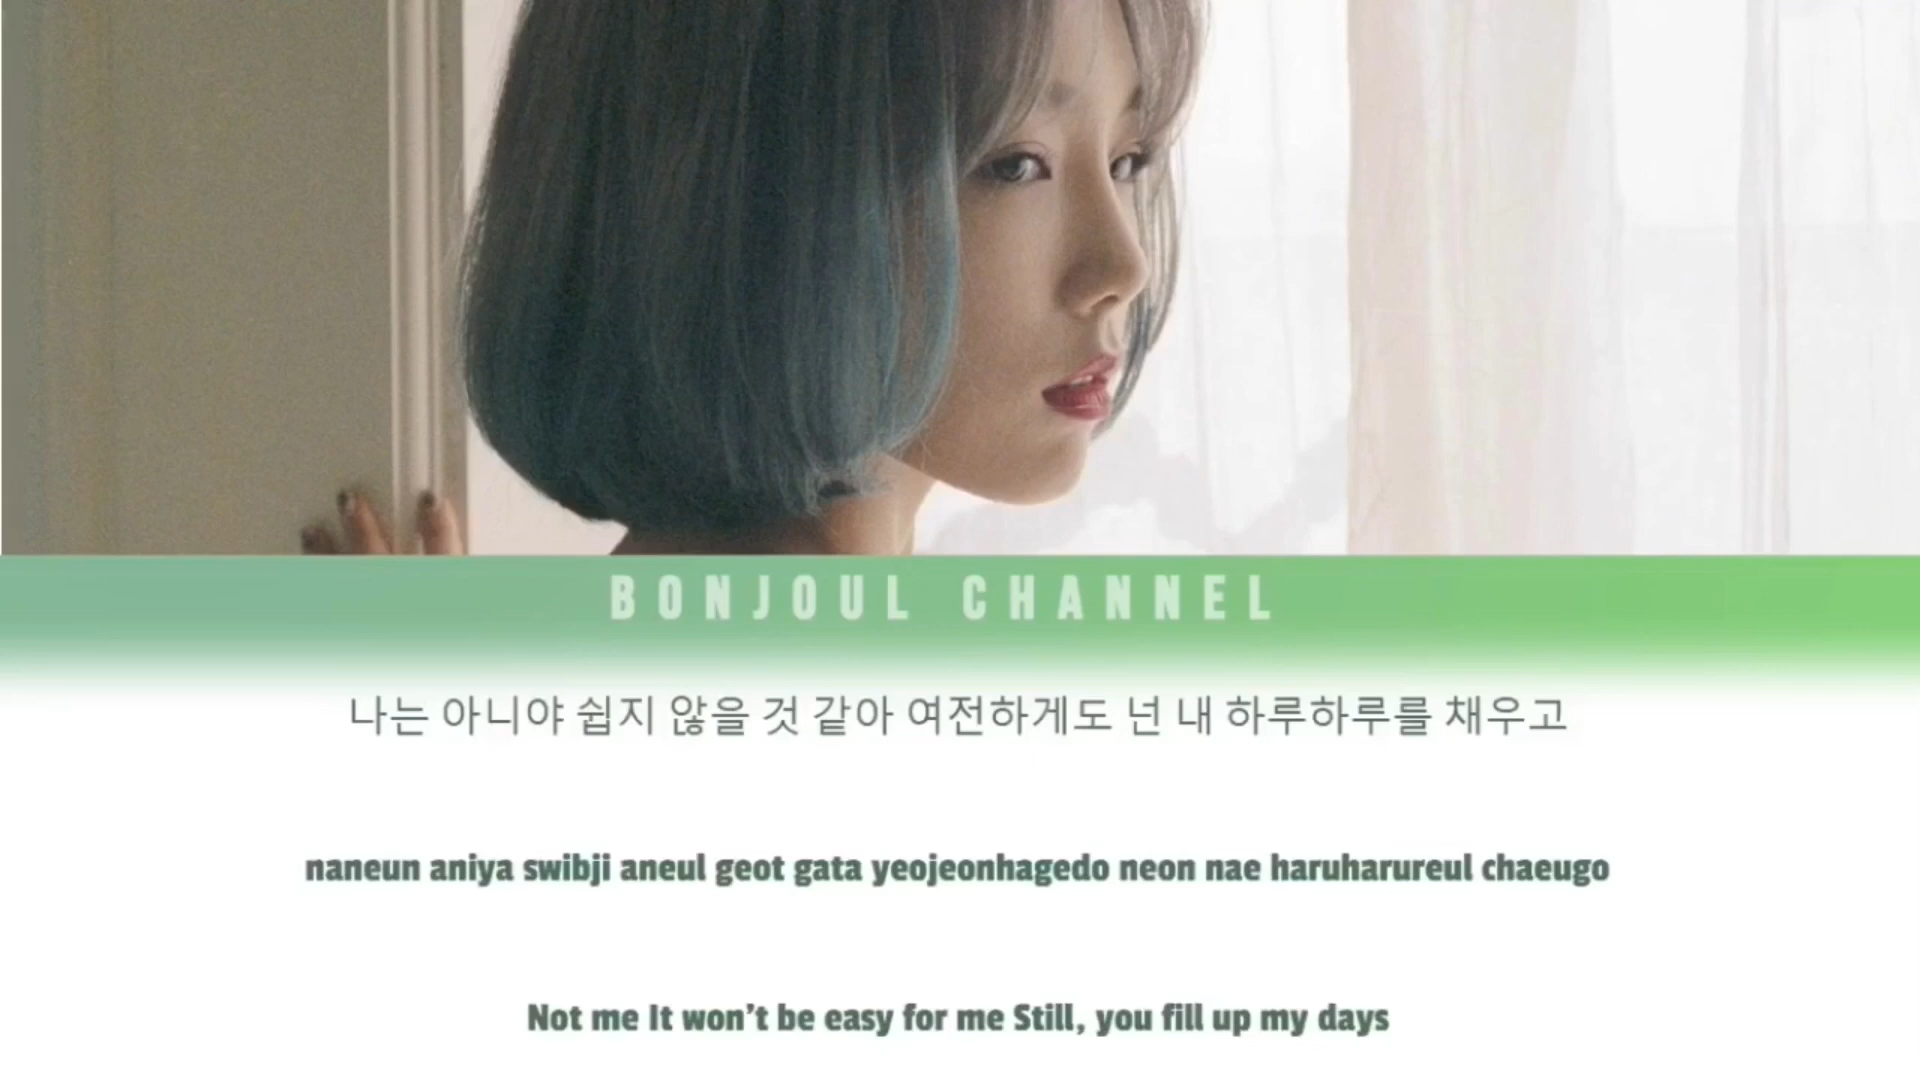 BONJOUL CHANNEL
나는 아니야 쉽지 않을 것 같아 여전하게도 넌 내 하루하루를 채우고
naneun aniya swibji aneul geot gata yeojeonhagedo neon nae haruharureul chaeugo
Not me It won't be easy for me Still, you fill up my days